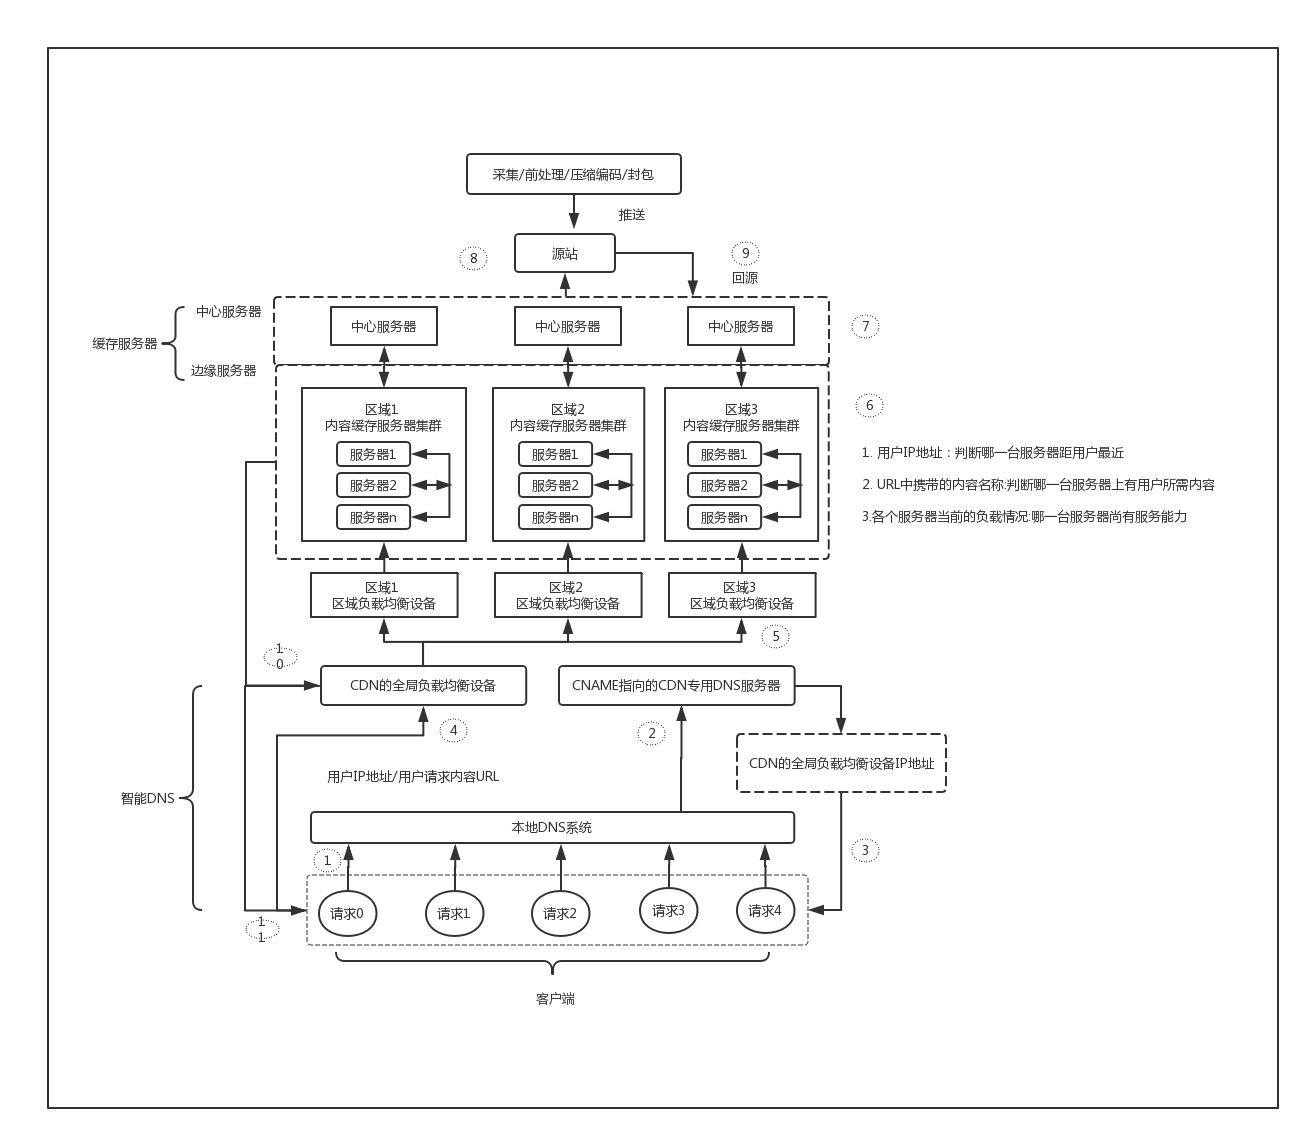 采集/前处理/压缩编码/封包
推送
源站
8
9
回源
中心服务器
缓存服务器
边缘服务器
中心服务器
中心服务器
中心服务器
7
区域1
内容缓存服务器集群
服务器1
服务器2
服务器n
区域2
内容缓存服务器集群
服务器1
服务器2
服务器n
区域3
内容缓存服务器集群
服务器1
服务器2
服务器n
6
1. 用户IP地址：判断哪一台服务器距用户最近
2. URL中携带的内容名称:判断哪一台服务器上有用户所需内容
3.各个服务器当前的负载情况:哪一台服务器尚有服务能力
区域1
区域负载均衡设备
区域2
区域负载均衡设备
区域3
区域负载均衡设备
5
1
0
CDN的全局负载均衡设备
CNAME指向的CDN专用DNS服务器
4
2
CDN的全局负载均衡设备IP地址
用户IP地址/用户请求内容URL
智能DNS
本地DNS系统
1
3
请求0
请求1
请求2
请求3
请求4
1
1
客户端